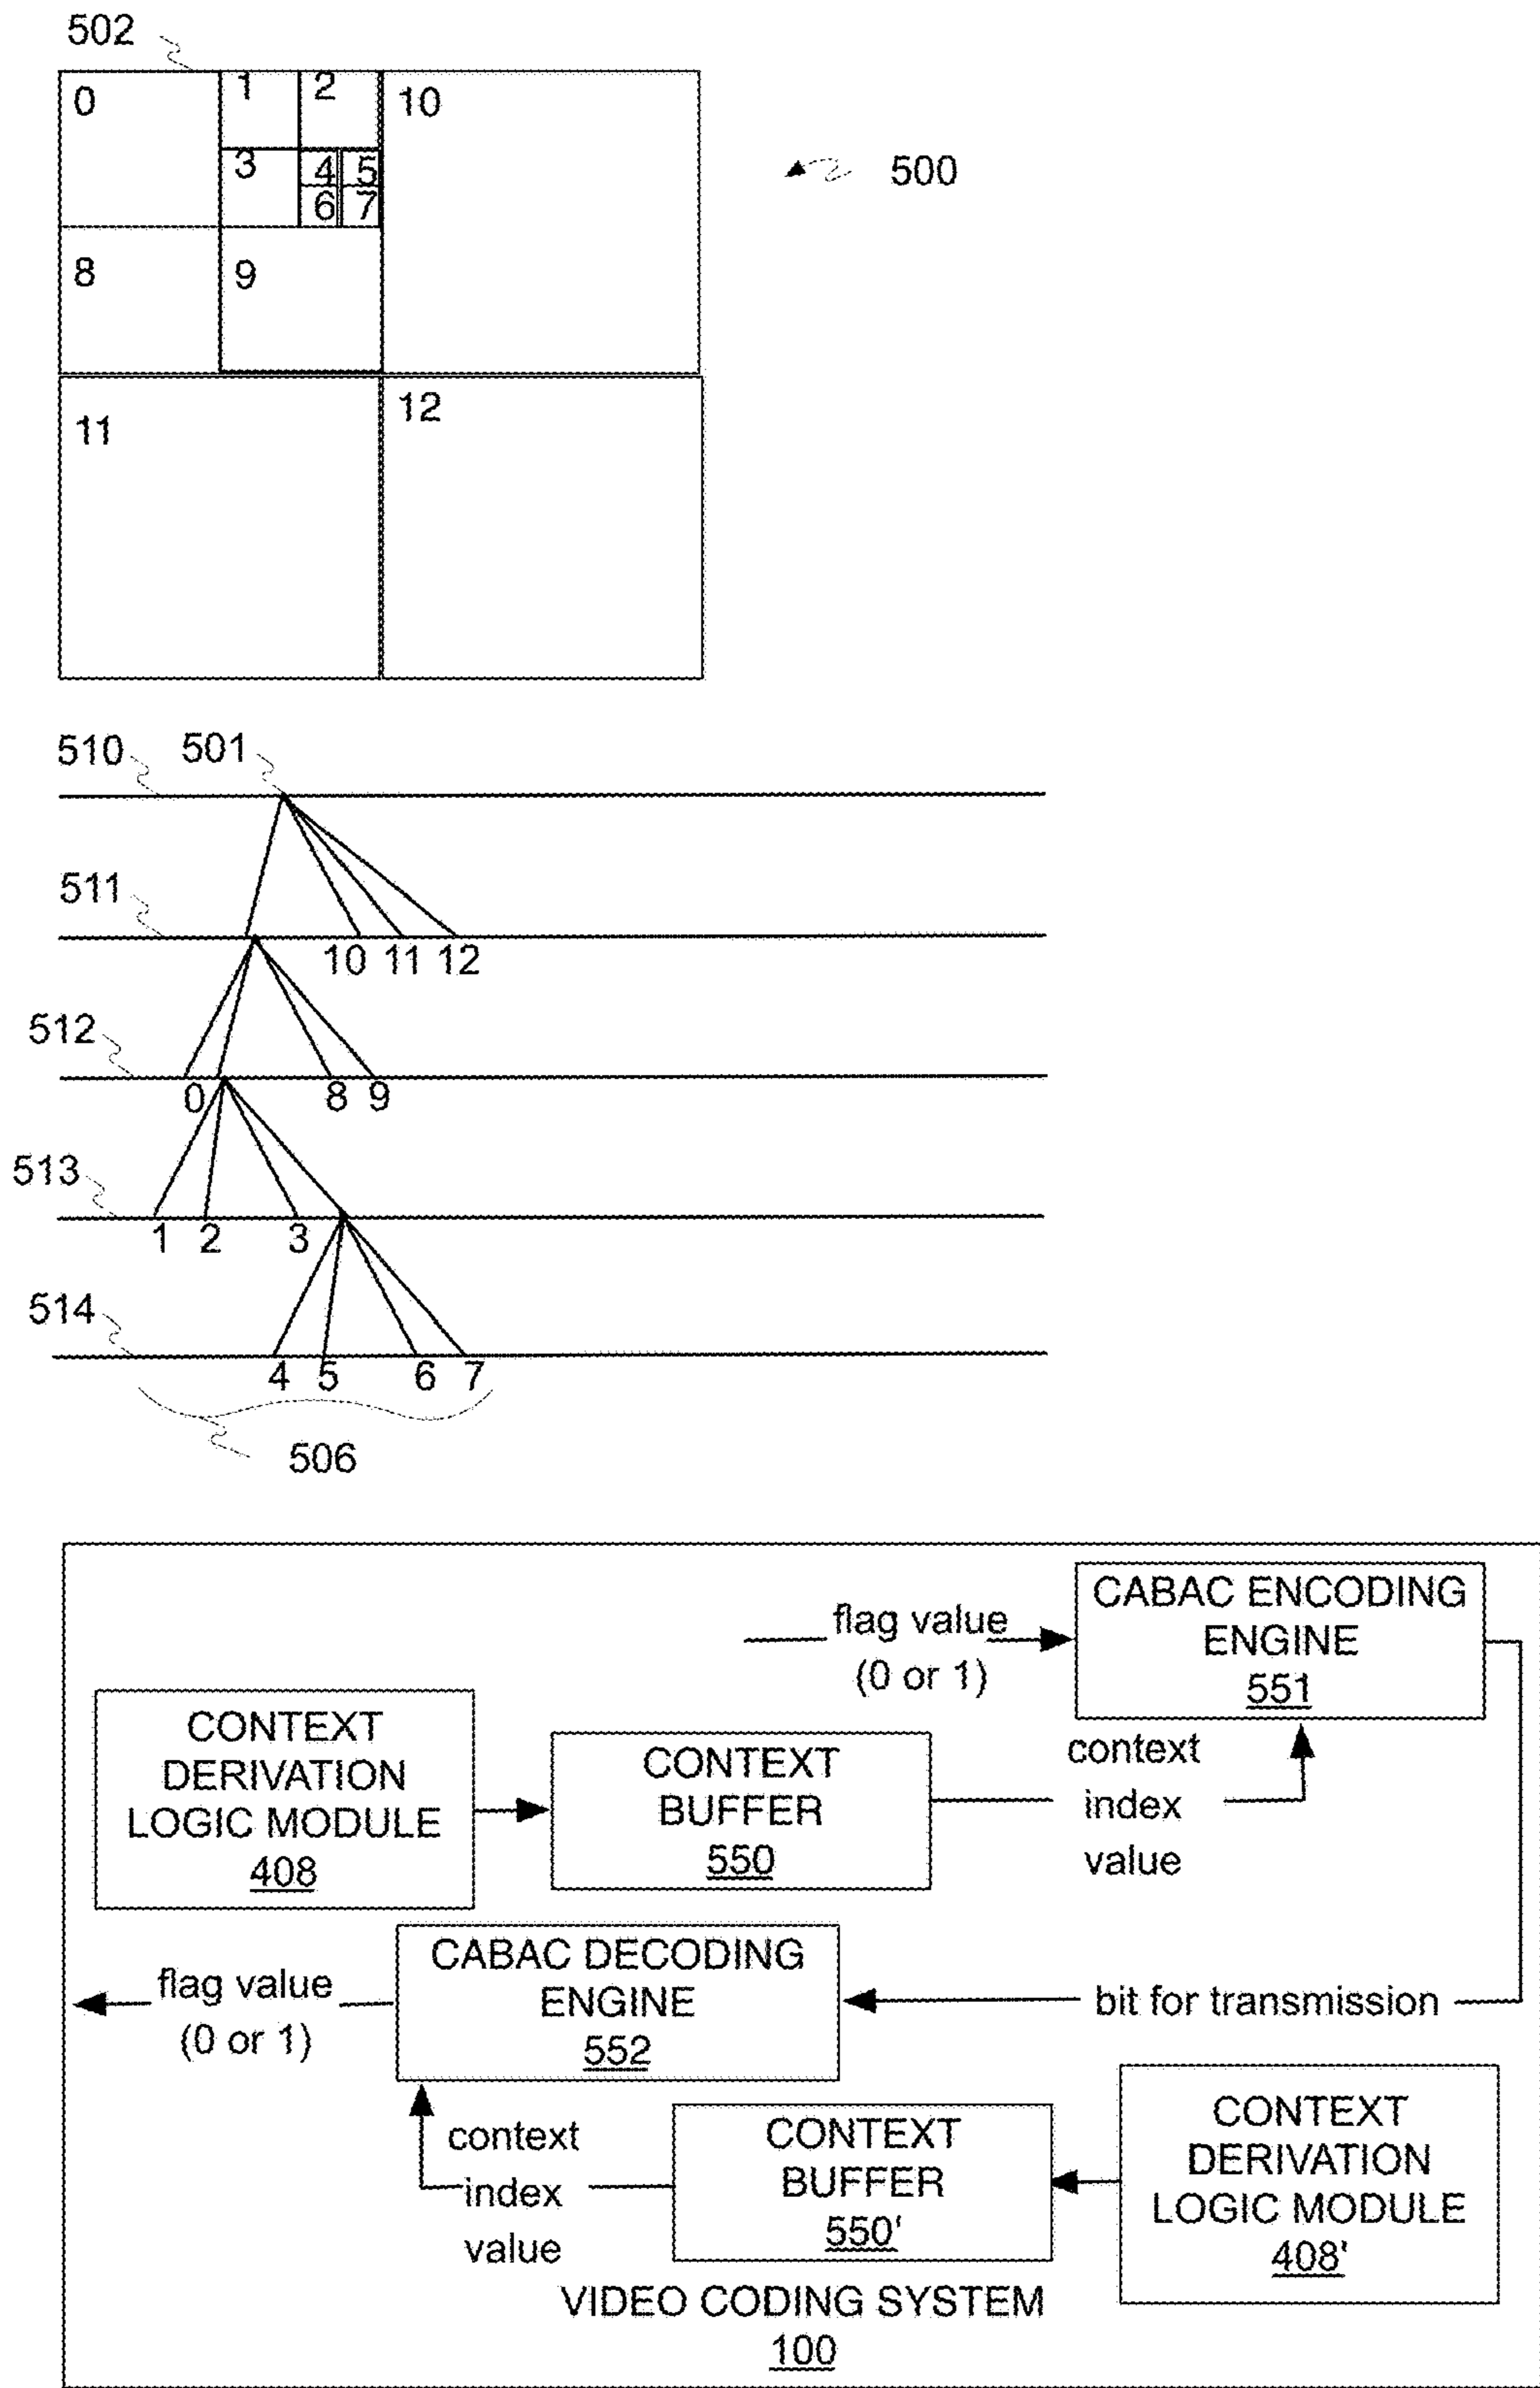 502
0
1
2
10
3
4
5
500
6
7
8
9
11
12
510
501
511
10
11
12
512
0
8
9
513
1
2
3
514
4
5
6
7
506
flag value
(0 or 1)
CABAC ENCODING
ENGINE
551
CONTEXT
DERIVATION
LOGIC MODULE
408
CONTEXT
BUFFER
550
context
index
value
CABAC DECODING
ENGINE
552
flag value
(0 or 1)
bit for transmission
context
index
value
CONTEXT
BUFFER
550'
CONTEXT
DERIVATION
LOGIC MODULE
408'
VIDEO CODING SYSTEM
100